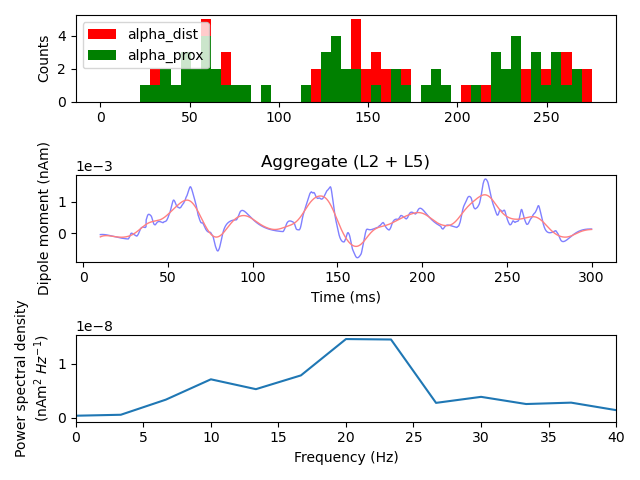 Counts
4
2
0
alpha_dist
alpha_prox
0 50 100 150 200 250
Aggregate (L2 + L5)
1e−3
Dipole moment (nAm)
1
0
0 50 100 150 200 250 300
Time (ms)
1e−8
Power spectral density
(nAm² Hz⁻¹)
1
0
0 5 10 15 20 25 30 35 40
Frequency (Hz)